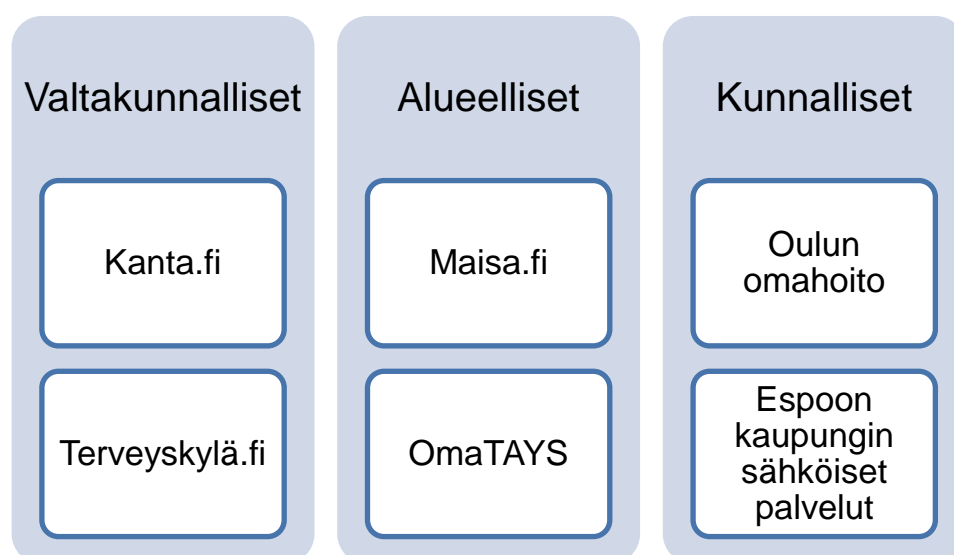 Valtakunnalliset
Kanta.fi
Terveyskylä.fi
Alueelliset
Maisa.fi
OmaTAYS
Kunnalliset
Oulun
omahoito
Espoon
kaupungin
sähköiset
palvelut